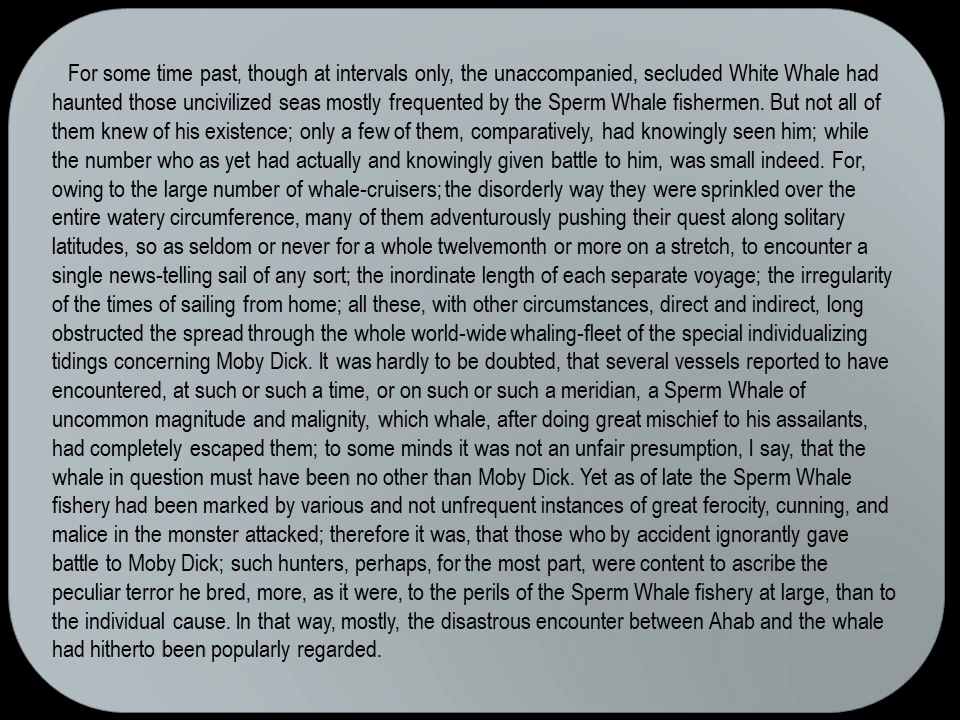 For some time past, though at intervals only, the unaccompanied, secluded White Whale had
haunted those uncivilized seas mostly frequented by the Sperm Whale fishermen. But not all of
them knew of his existence; only a few of them, comparatively, had knowingly seen him; while
the number who as yet had actually and knowingly given battle to him, was small indeed. For,
owing to the large number of whale-cruisers; the disorderly way they were sprinkled over the
entire watery circumference, many of them adventurously pushing their quest along solitary
latitudes, so as seldom or never for a whole twelvemonth or more on a stretch, to encounter a
single news-telling sail of any sort; the inordinate length of each separate voyage; the irregularity
of the times of sailing from home; all these, with other circumstances, direct and indirect, long
obstructed the spread through the whole world-wide whaling-fleet of the special individualizing
tidings concerning Moby Dick. It was hardly to be doubted, that several vessels reported to have
encountered, at such or such a time, or on such or such a meridian, a Sperm Whale of
uncommon magnitude and malignity, which whale, after doing great mischief to his assailants,
had completely escaped them; to some minds it was not an unfair presumption, I say, that the
whale in question must have been no other than Moby Dick. Yet as of late the Sperm Whale
fishery had been marked by various and not unfrequent instances of great ferocity, cunning, and
malice in the monster attacked; therefore it was, that those who by accident ignorantly gave
battle to Moby Dick; such hunters, perhaps, for the most part, were content to ascribe the
peculiar terror he bred, more, as it were, to the perils of the Sperm Whale fishery at large, than to
the individual cause. In that way, mostly, the disastrous encounter between Ahab and the whale
had hitherto been popularly regarded.